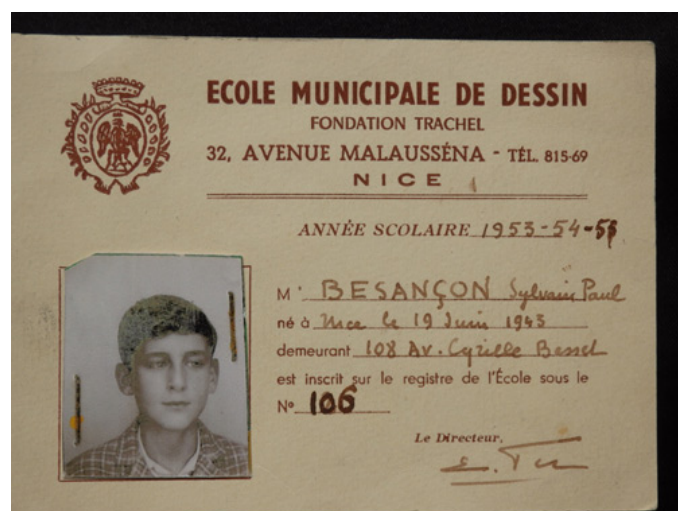 ECOLE MUNICIPALE DE DESSIN
FONDATION TRACHEL
32, AVENUE MALAUSSÉNA - TÉL. 815-69
NICE
ANNÉE SCOLAIRE 1953-54-55
M. BESANÇON Sylvain Paul
né à Nice le 19 Juin 1943
demeurant 108 Av. Cyrille Besset
est inscrit sur le registre de l'École sous le
No 106
Le Directeur,